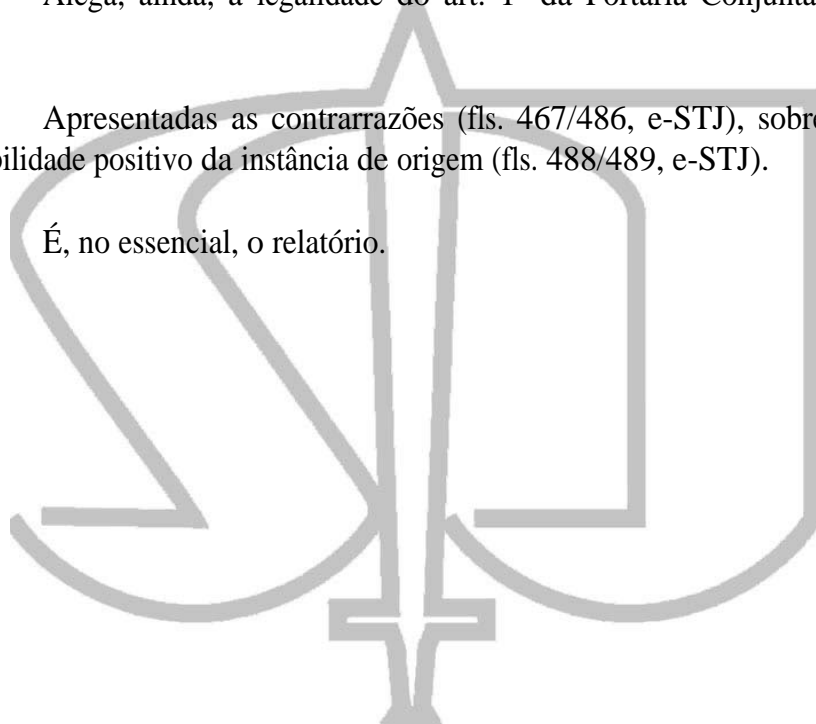 Alega, ainda, a legalidade do art. 1º da Portaria Conjunta
Apresentadas as contrarrazões (fls. 467/486, e-STJ), sobre
bilidade positivo da instância de origem (fls. 488/489, e-STJ).
É, no essencial, o relatório.
STJ